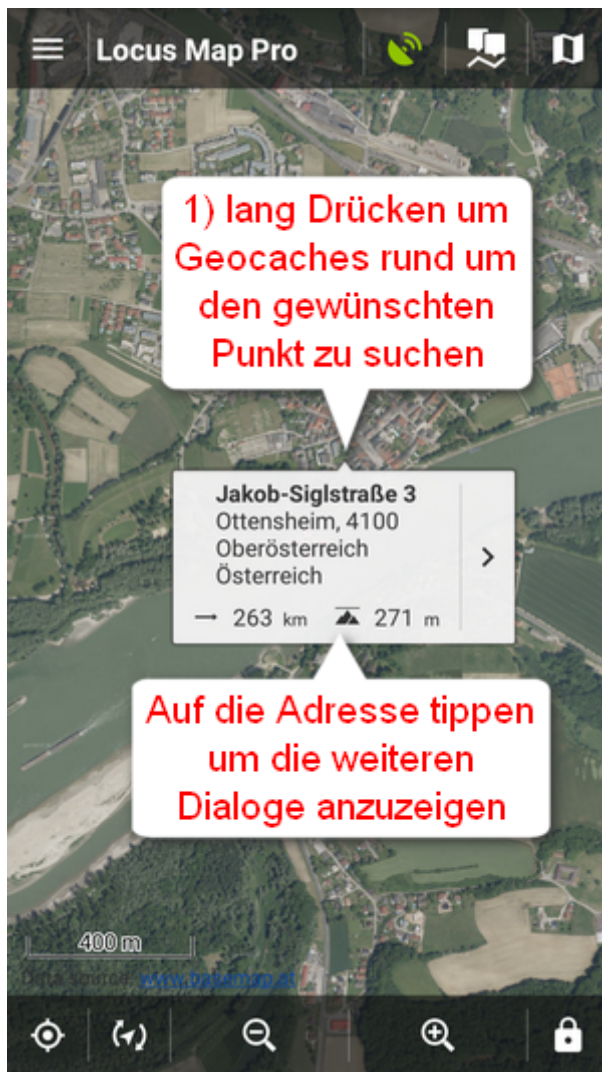 Locus Map Pro
1) lang Drücken um
Geocaches rund um
den gewünschten
Punkt zu suchen
Jakob-Siglstraße 3
Ottensheim, 4100
Oberösterreich
Österreich
263 km 271 m
Auf die Adresse tippen
um die weiteren
Dialoge anzuzeigen
400 m
Data source: www.basemap.at